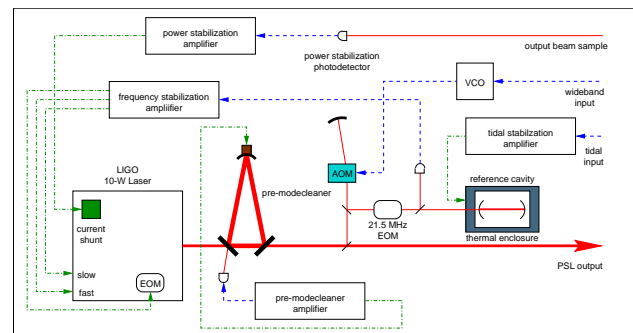 power stabilization
amplifier
output beam sample
power stabilization
photodetector
VCO
wideband
input
frequency stabilization
ampliifier
tidal stabilzation
amplifier
tidal
input
LIGO
10-W Laser
pre-modecleaner
AOM
reference cavity
current
shunt
21.5 MHz
EOM
thermal enclosure
slow
fast
EOM
PSL output
pre-modecleaner
amplifier